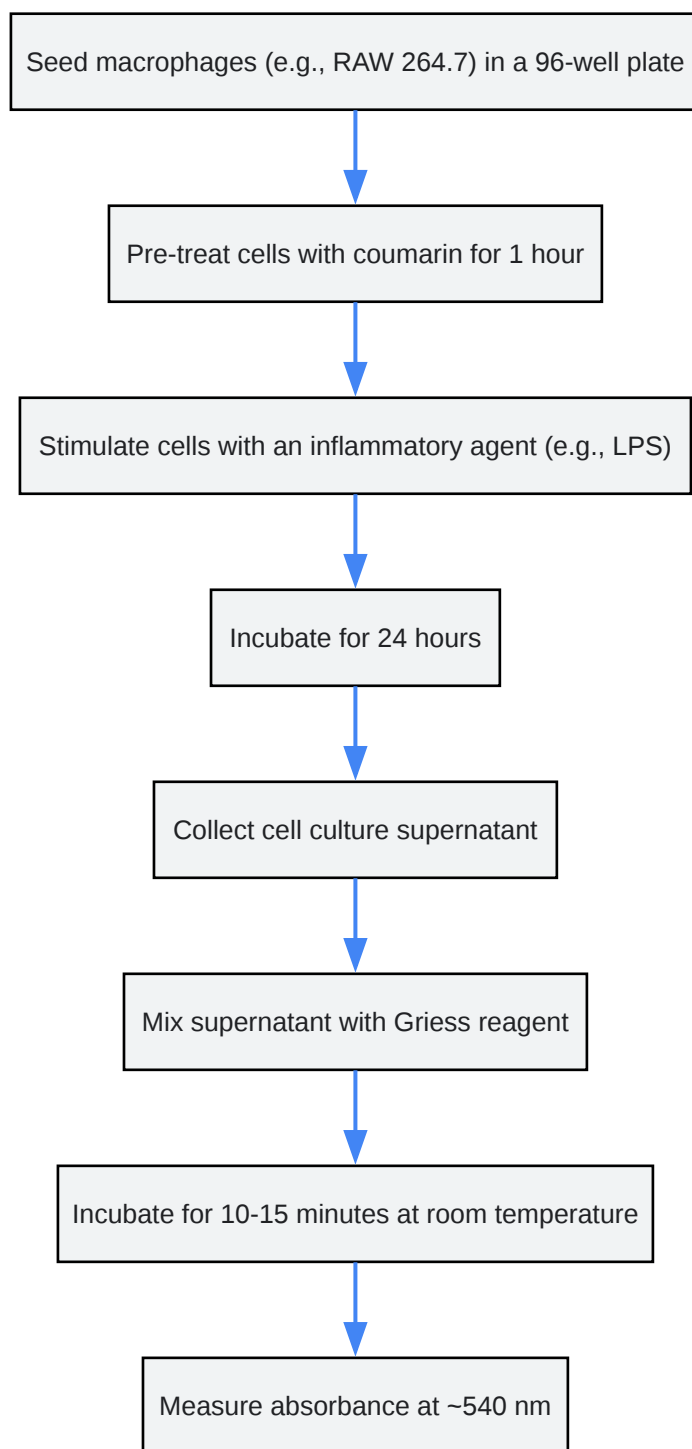 Seed macrophages (e.g., RAW 264.7) in a 96-well plate
Pre-treat cells with coumarin for 1 hour
Stimulate cells with an inflammatory agent (e.g., LPS)
Incubate for 24 hours
Collect cell culture supernatant
Mix supernatant with Griess reagent
Incubate for 10-15 minutes at room temperature
Measure absorbance at ~540 nm